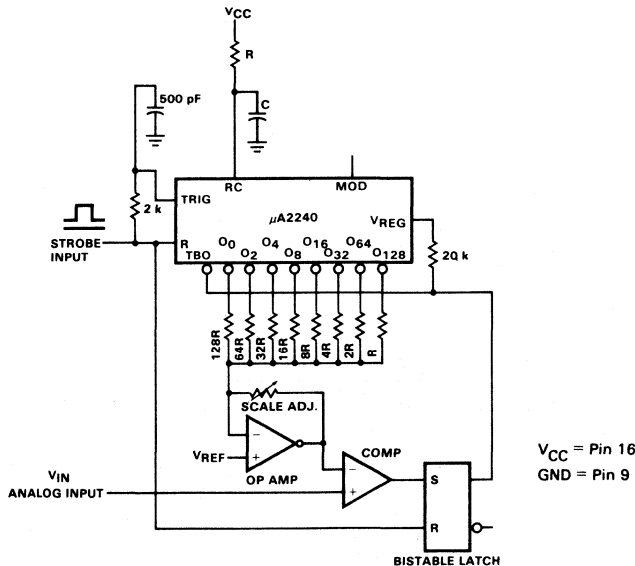 VCC
R
500 pF
C
RC
MOD
TRIG
2 k
µA2240
VREG
STROBE
INPUT
R
O0
O4
O16
O64
TBO
O2
O8
O32
O128
20 k
128R
64R
32R
16R
8R
4R
2R
R
SCALE ADJ.
−
+
VREF
OP AMP
COMP
−
+
VIN
ANALOG INPUT
S
R
BISTABLE LATCH
VCC = Pin 16
GND = Pin 9